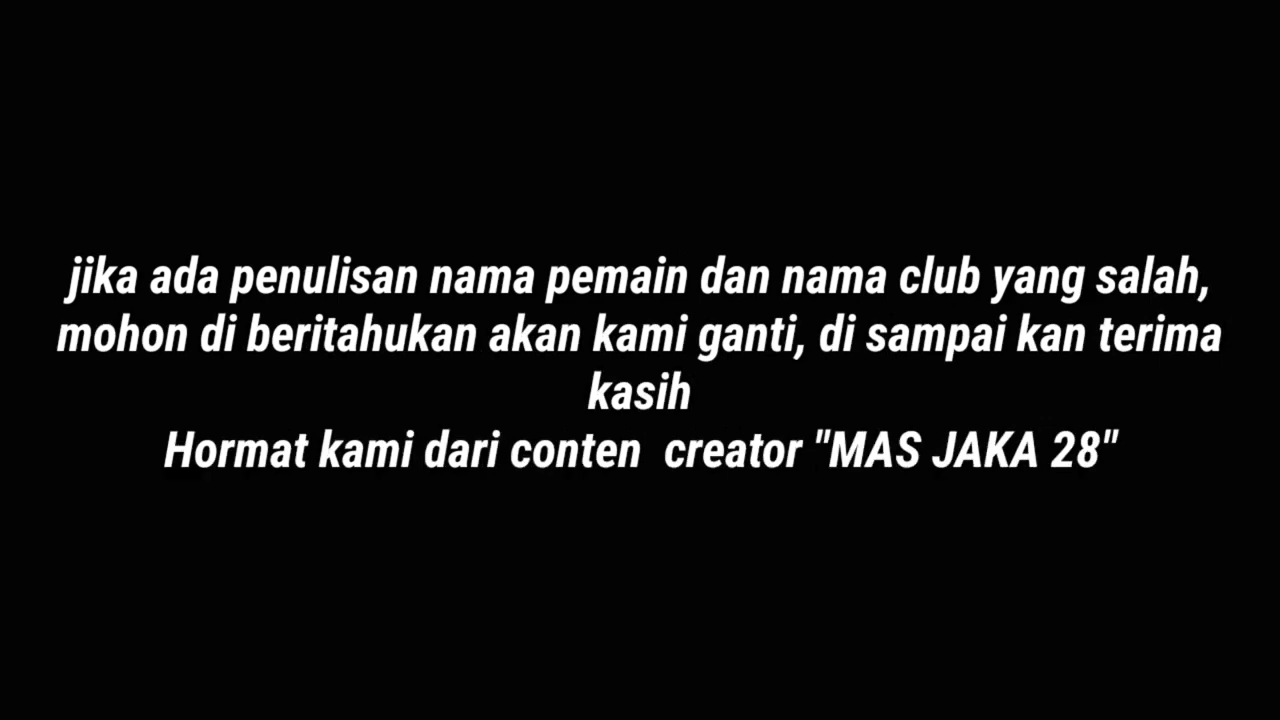 jika ada penulisan nama pemain dan nama club yang salah,
mohon di beritahukan akan kami ganti, di sampai kan terima
kasih
Hormat kami dari conten  creator "MAS JAKA 28"